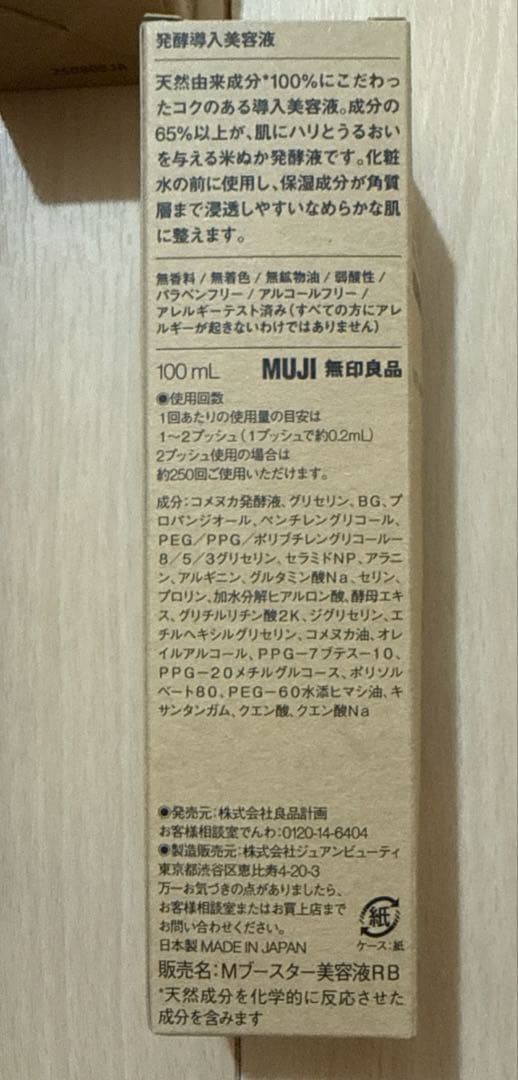 発酵導入美容液
天然由来成分*100%にこだわっ
たコクのある導入美容液。成分の
65%以上が、肌にハリとうるおい
を与える米ぬか発酵液です。化粧
水の前に使用し、保湿成分が角質
層まで浸透しやすいなめらかな肌
に整えます。
無香料/無着色/無鉱物油/弱酸性/
パラベンフリー/アルコールフリー/
アレルギーテスト済み(すべての方にアレ
ルギーが起きないわけではありません)
100mL MUJI 無印良品
◉使用回数
1回あたりの使用量の目安は
1〜2プッシュ(1プッシュで約0.2mL)
2プッシュ使用の場合は
約250回ご使用いただけます。
成分:コメヌカ発酵液、グリセリン、BG、プ
ロパンジオール、ペンチレングリコール、
PEG/PPG/ポリブチレングリコールー
8/5/3グリセリン、セラミドNP、アラニ
ン、アルギニン、グルタミン酸Na、セリン、
プロリン、加水分解ヒアルロン酸、酵母エキ
ス、グリチルリチン酸2K、ジグリセリン、エ
チルヘキシルグリセリン、コメヌカ油、オレ
イルアルコール、PPG-7ブテス-10、
PPG-20メチルグルコース、ポリソル
ベート80、PEG-60水添ヒマシ油、キ
サンタンガム、クエン酸、クエン酸Na
◉発売元:株式会社良品計画
お客様相談室でんわ:0120-14-6404
◉製造販売元:株式会社ジュアンビューティ
東京都渋谷区恵比寿4-20-3
万一お気づきの点がありましたら、
お客様相談室またはお買上店まで
お問い合わせください。
紙
日本製 MADE IN JAPAN ケース:紙
販売名:Mブースター美容液RB
*天然成分を化学的に反応させた
成分を含みます